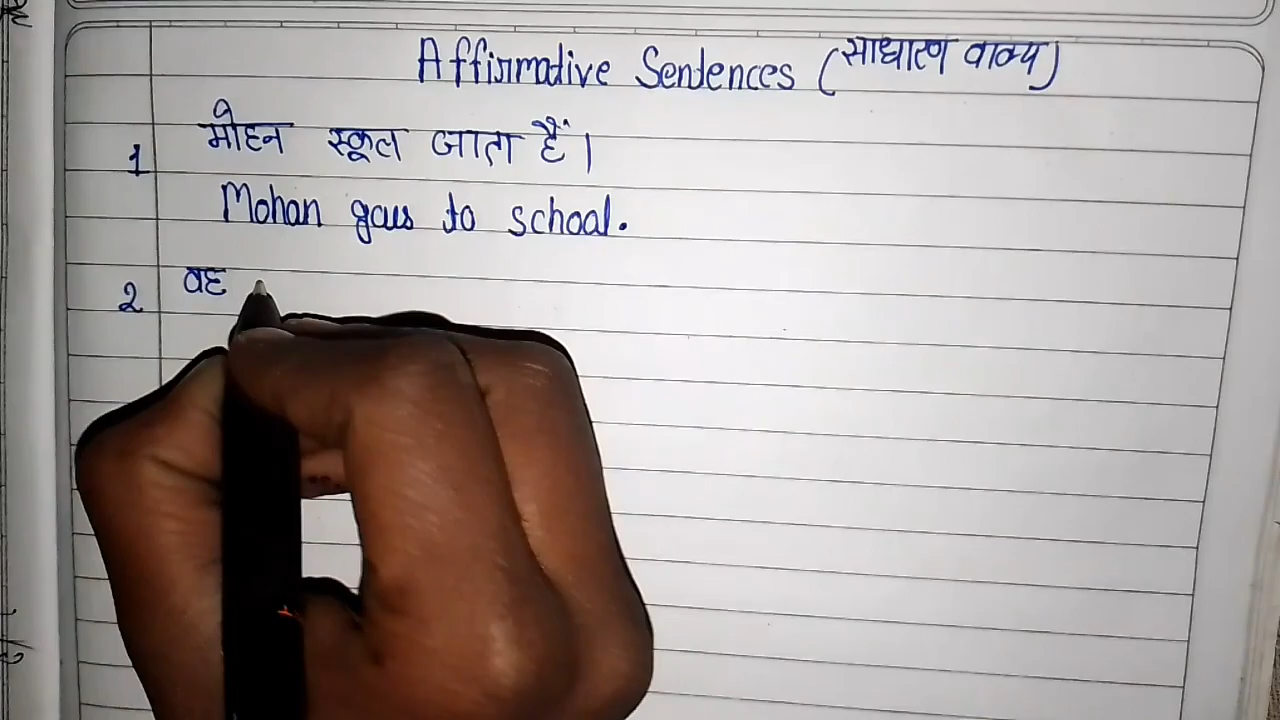 Affirmative Sentences (साधारण वाक्य)
1 मोहन स्कूल जाता हैं।
Mohan goes to school.
2 वह